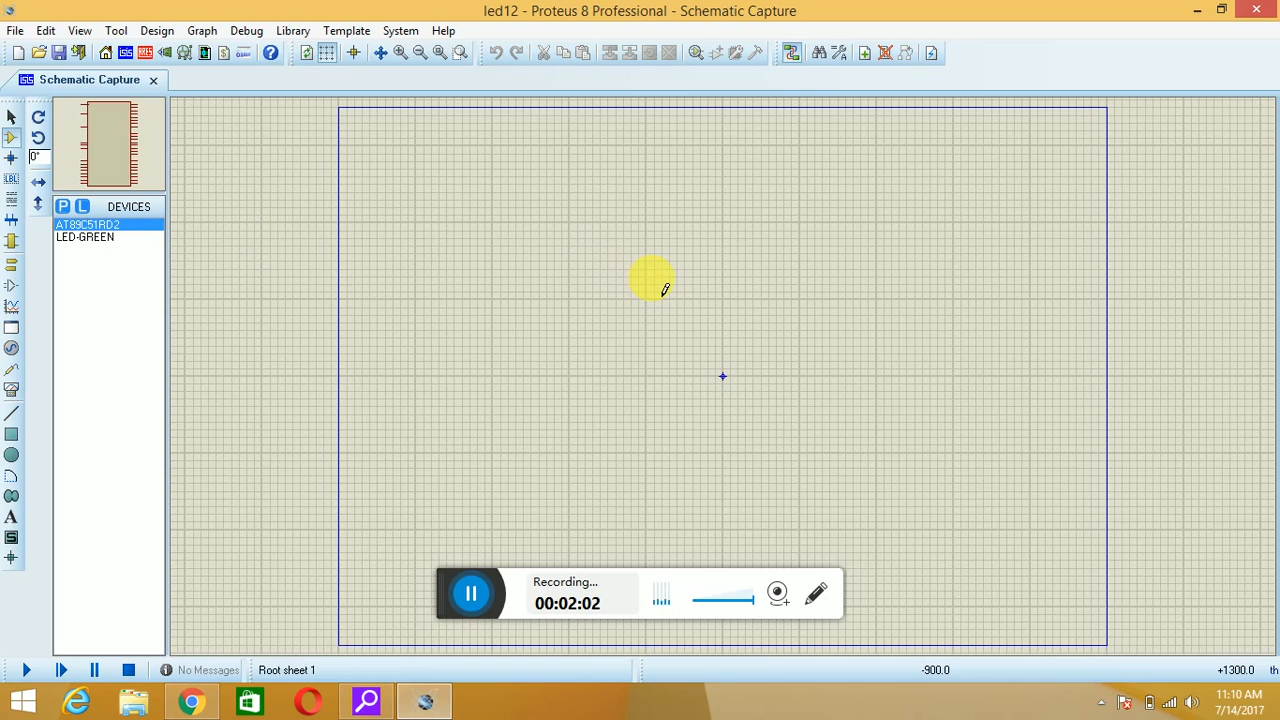 led12 - Proteus 8 Professional - Schematic Capture
File Edit View Tool Graph Design Debug Library Template System Help
Schematic Capture
0°
LBL
P L DEVICES
AT89C51RD2
LED-GREEN
A
S
Recording...
00:02:02
No Messages
Root sheet 1
-900.0
+1300.0
th
11:10 AM
7/14/2017